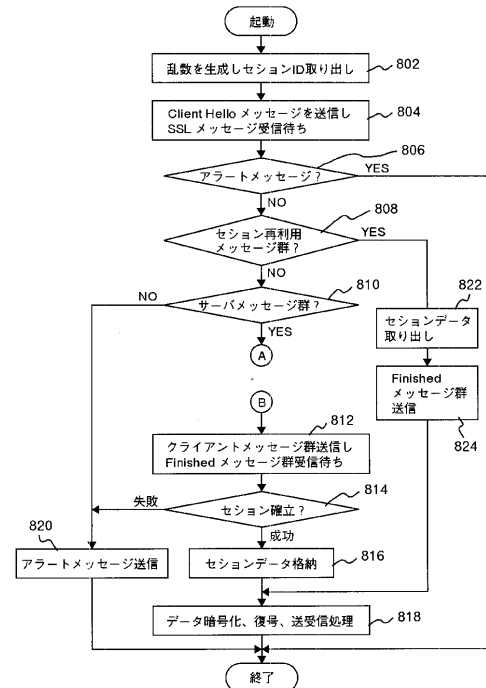 起動
乱数を生成しセションID取り出し
802
Client Hello メッセージを送信し
SSL メッセージ受信待ち
804
アラートメッセージ？
806
YES
NO
セション再利用
メッセージ群？
808
YES
NO
サーバメッセージ群？
810
NO
YES
A
822
セションデータ
取り出し
Finished
メッセージ群
送信
824
B
812
クライアントメッセージ群送信し
Finished メッセージ群受信待ち
セション確立？
814
失敗
成功
820
アラートメッセージ送信
セションデータ格納
816
データ暗号化、復号、送受信処理
818
終了